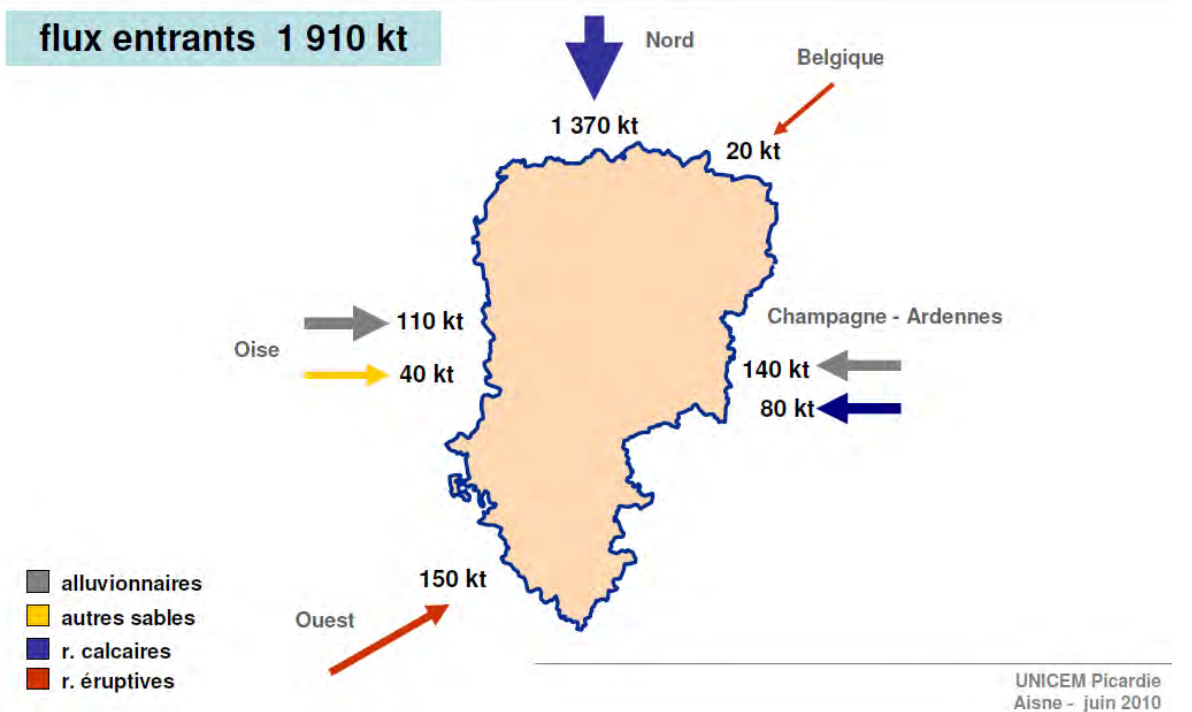 flux entrants 1 910 kt
Nord
Belgique
1 370 kt
20 kt
110 kt
Champagne - Ardennes
Oise
140 kt
40 kt
80 kt
150 kt
alluvionnaires
autres sables
Ouest
r. calcaires
r. éruptives
UNICEM Picardie
Aisne - juin 2010